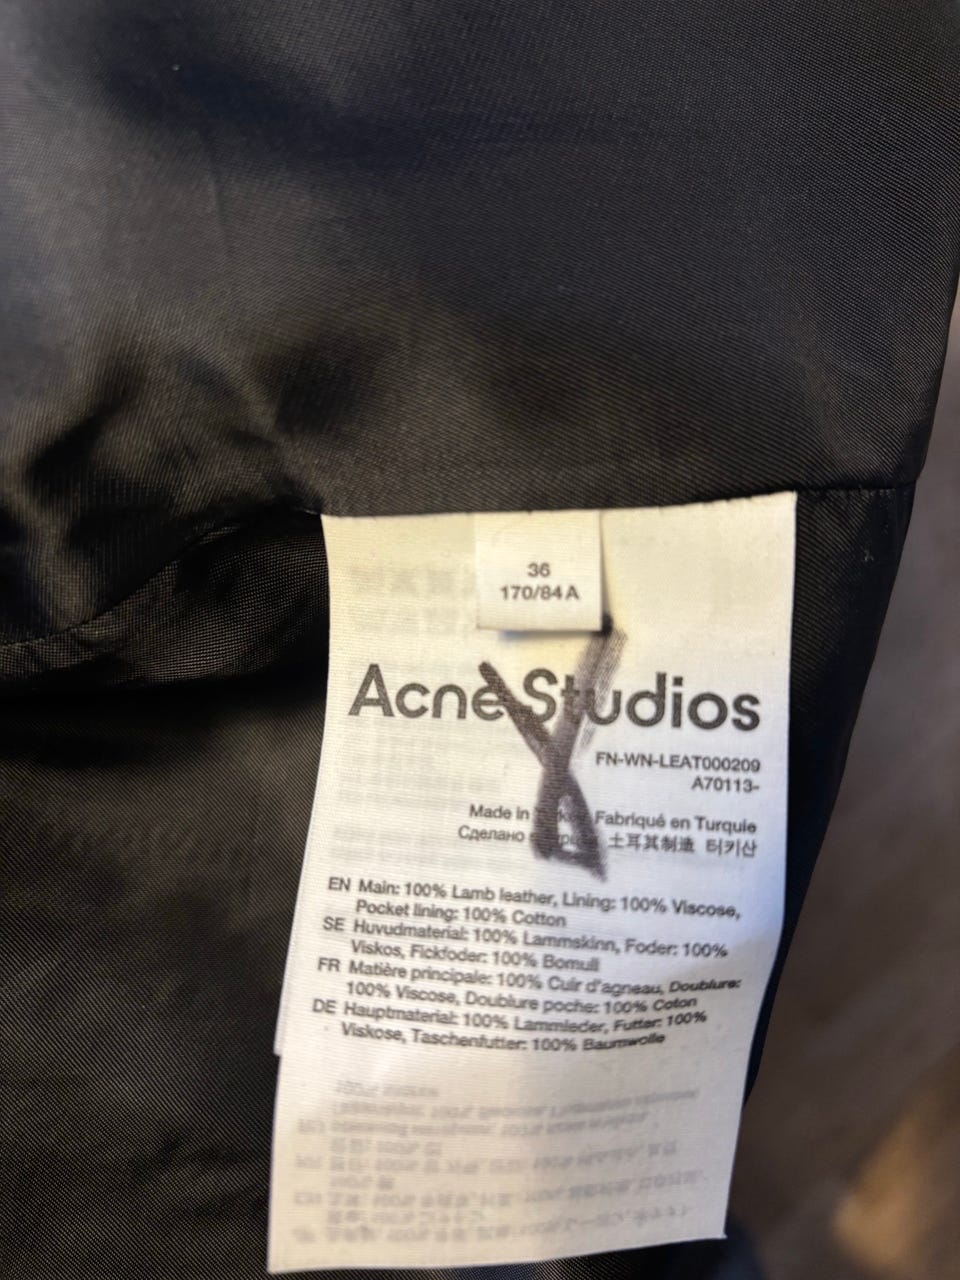 36
170/84A
Acne Studios
FN-WN-LEAT000209
A70113-
Made in Fabriqué en Turquie
Сделано 土耳其制造 터키산
EN Main: 100% Lamb leather, Lining: 100% Viscose,
Pocket lining: 100% Cotton
SE Huvudmaterial: 100% Lammskinn, Foder: 100%
Viskos, Fickfoder: 100% Bomull
FR Matière principale: 100% Cuir d'agneau, Doublure:
100% Viscose, Doublure poche: 100% Coton
DE Hauptmaterial: 100% Lammleder, Futter: 100%
Viskose, Taschenfutter: 100% Baumwolle